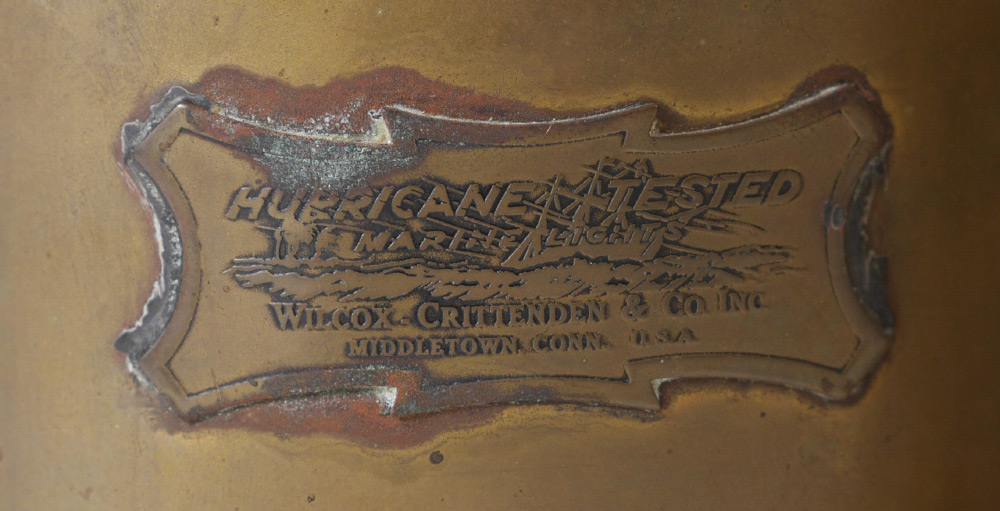 HURRICANE TESTED
MARINE LIGHTS
WILCOX-CRITTENDEN & CO. INC.
MIDDLETOWN, CONN. U.S.A.